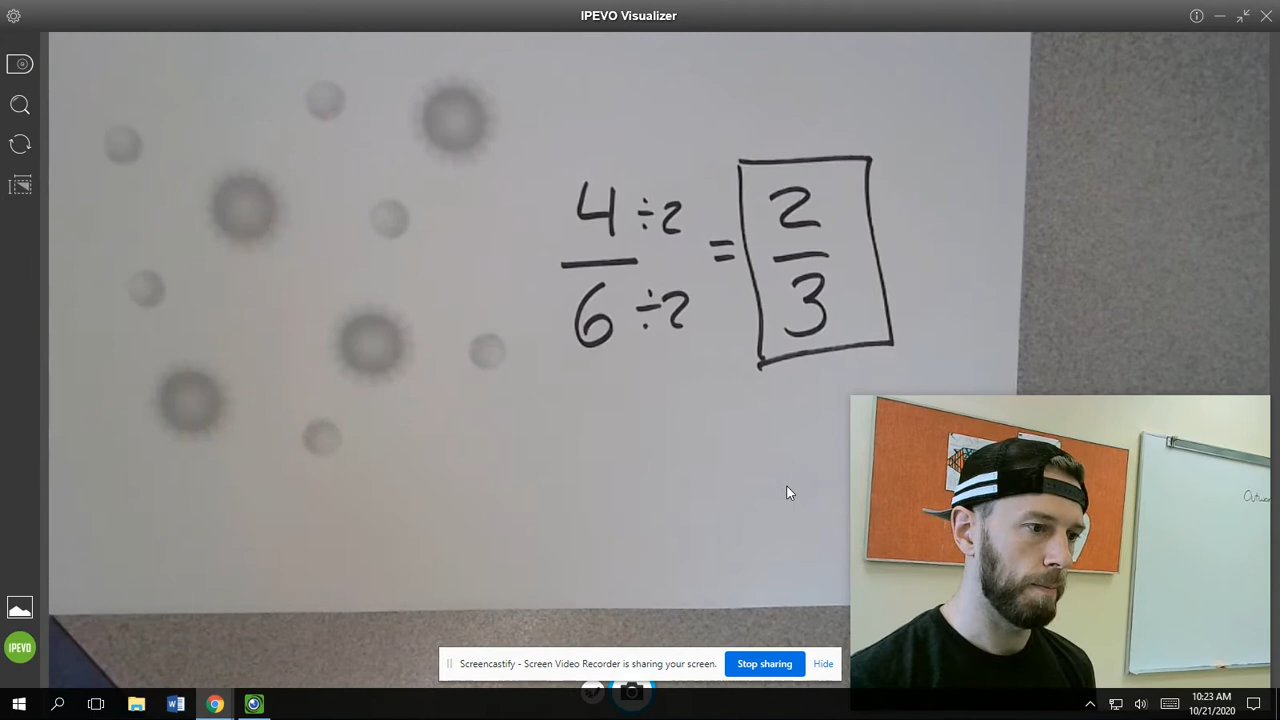 IPEVO Visualizer
4 ÷2
6 ÷2
=
2
3
IPEVO
Screencastify - Screen Video Recorder is sharing your screen.
Stop sharing
Hide
10:23 AM
10/21/2020